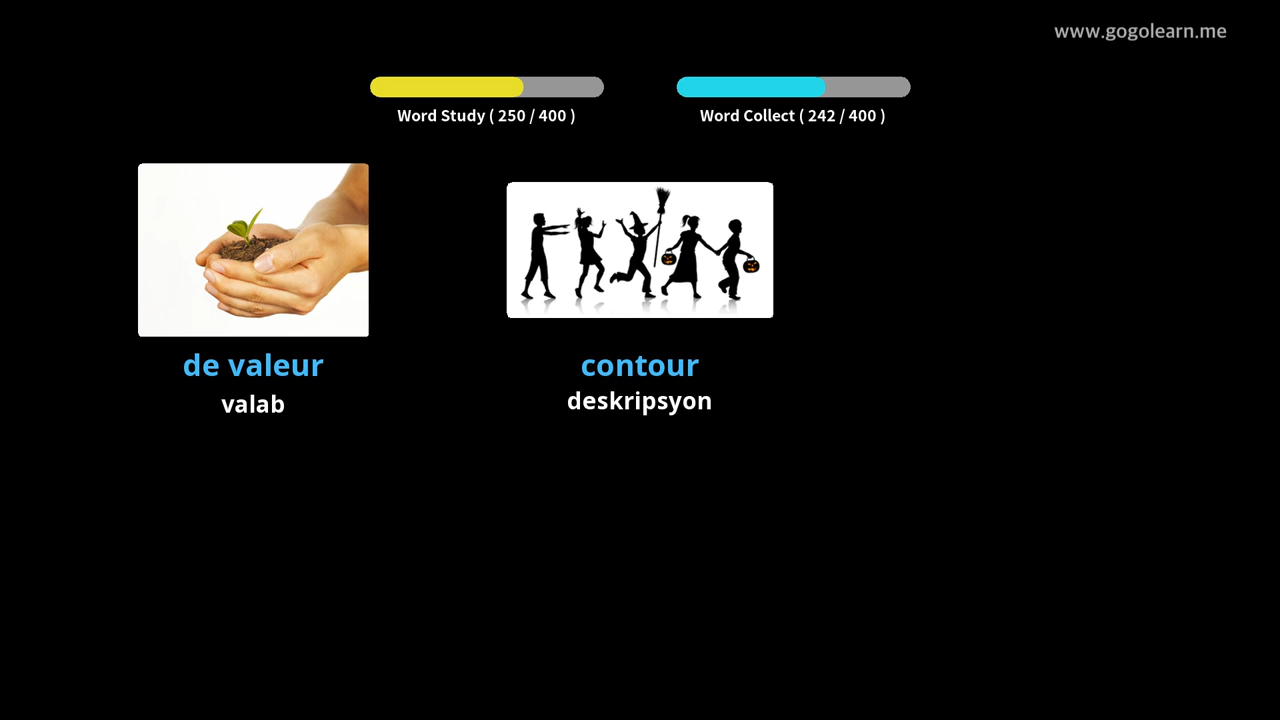 www.gogolearn.me
Word Study ( 250 / 400 )
Word Collect ( 242 / 400 )
de valeur
valab
contour
deskripsyon